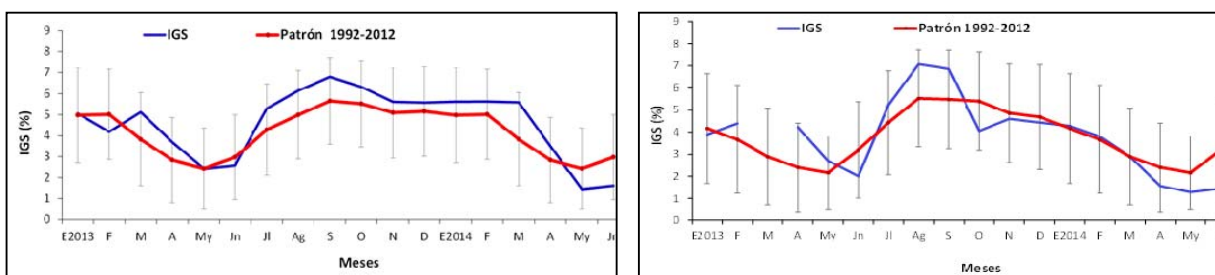 IGS Patrón 1992-2012
IGS (%)
9
8
7
6
5
4
3
2
1
0
E2013 F M A My Jn Jl Ag S O N D E2014 F M A My Jn
Meses
IGS Patrón 1992-2012
IGS (%)
9
8
7
6
5
4
3
2
1
0
E2013 F M A My Jn Jl Ag S O N D E2014 F M A My
Meses